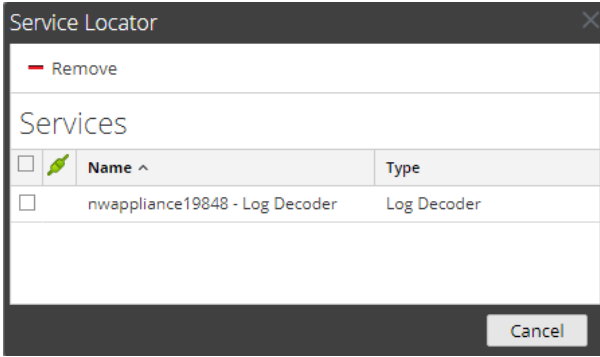 Service Locator
Remove
Services
Name Type
nwappliance19848 - Log Decoder Log Decoder
Cancel